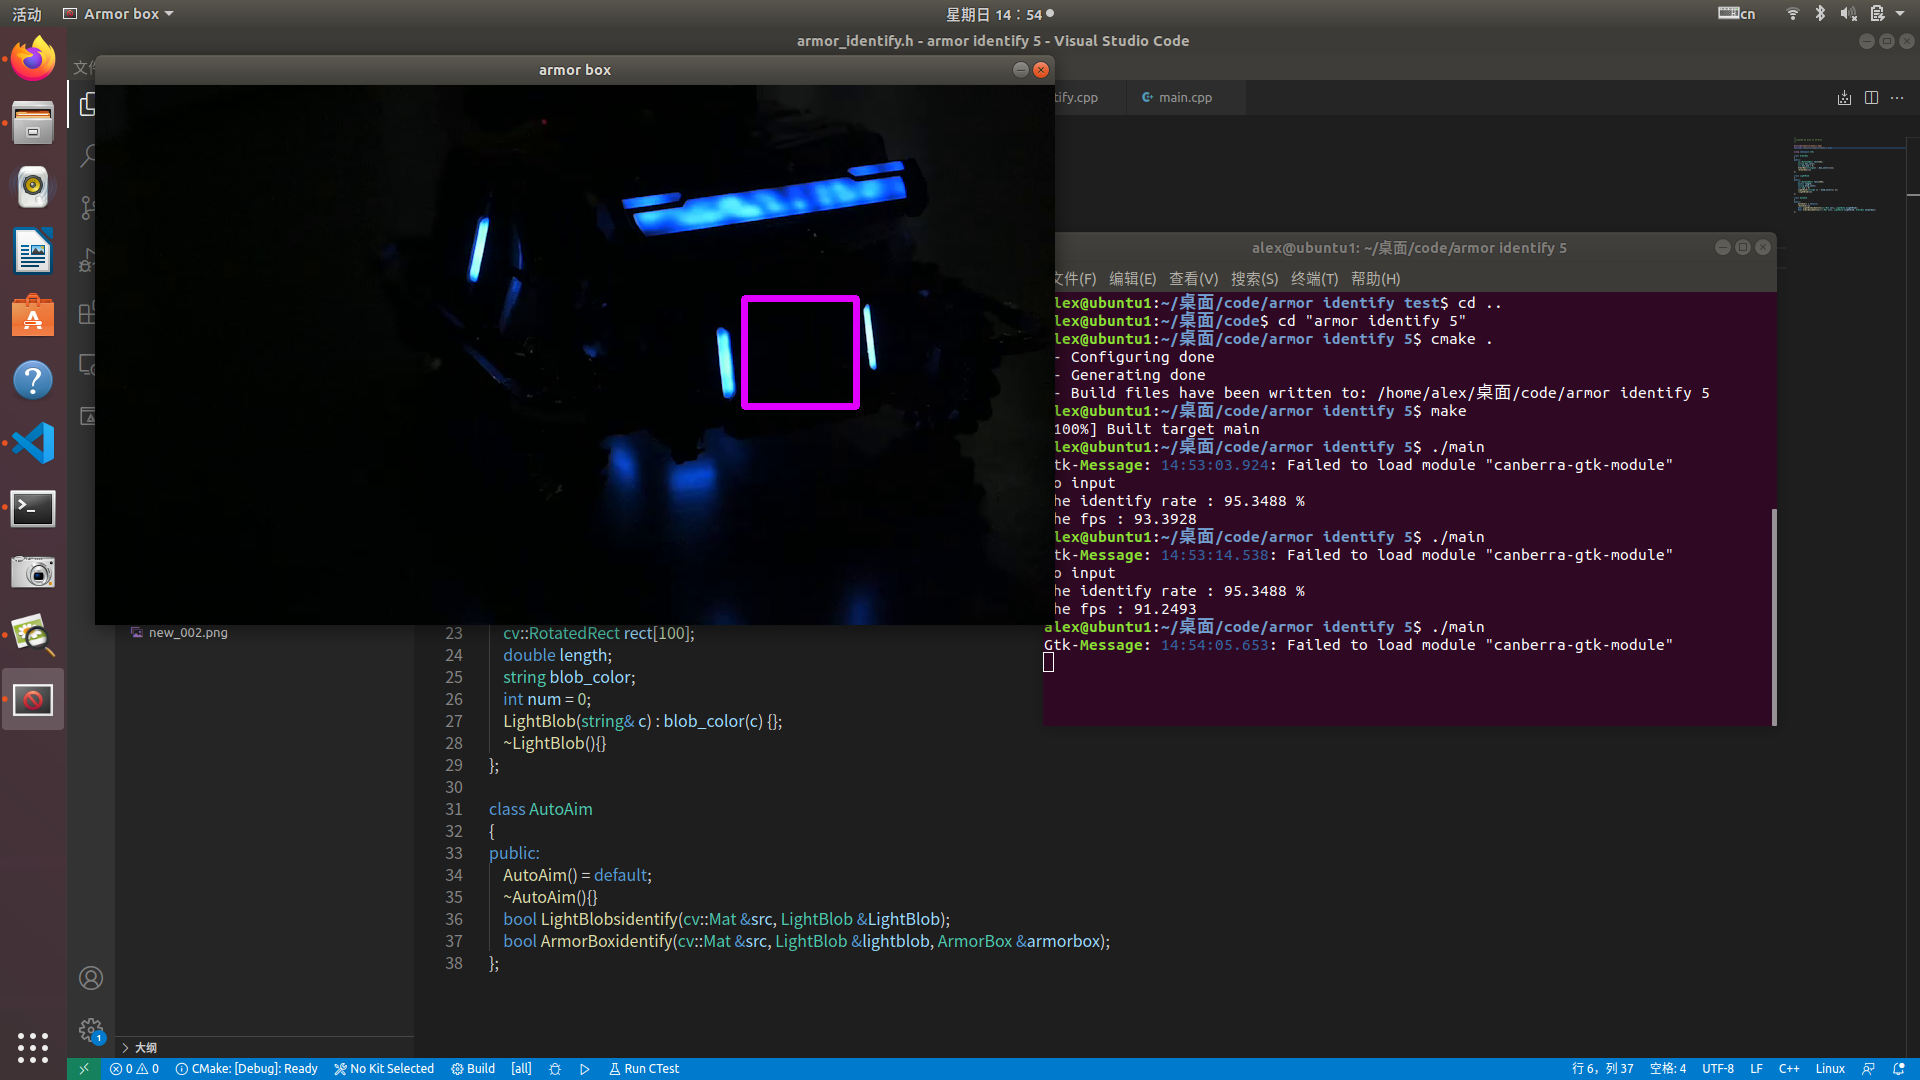 活动
Armor box
星期日 14：54
cn
armor_identify.h - armor identify 5 - Visual Studio Code
armor box
tify.cpp
main.cpp
alex@ubuntu1: ~/桌面/code/armor identify 5
文件(F) 编辑(E) 查看(V) 搜索(S) 终端(T) 帮助(H)
lex@ubuntu1:~/桌面/code/armor identify test$ cd ..
lex@ubuntu1:~/桌面/code$ cd "armor identify 5"
lex@ubuntu1:~/桌面/code/armor identify 5$ cmake .
- Configuring done
- Generating done
- Build files have been written to: /home/alex/桌面/code/armor identify 5
lex@ubuntu1:~/桌面/code/armor identify 5$ make
100%] Built target main
lex@ubuntu1:~/桌面/code/armor identify 5$ ./main
tk-Message: 14:53:03.924: Failed to load module "canberra-gtk-module"
o input
he identify rate : 95.3488 %
he fps : 93.3928
lex@ubuntu1:~/桌面/code/armor identify 5$ ./main
tk-Message: 14:53:14.538: Failed to load module "canberra-gtk-module"
o input
he identify rate : 95.3488 %
he fps : 91.2493
alex@ubuntu1:~/桌面/code/armor identify 5$ ./main
Gtk-Message: 14:54:05.653: Failed to load module "canberra-gtk-module"
new_002.png
23 cv::RotatedRect rect[100];
24 double length;
25 string blob_color;
26 int num = 0;
27 LightBlob(string& c) : blob_color(c) {};
28 ~LightBlob(){}
29 };
30
31 class AutoAim
32 {
33 public:
34 AutoAim() = default;
35 ~AutoAim(){}
36 bool LightBlobsidentify(cv::Mat &src, LightBlob &LightBlob);
37 bool ArmorBoxidentify(cv::Mat &src, LightBlob &lightblob, ArmorBox &armorbox);
38 };
1
大纲
0 0 CMake: [Debug]: Ready No Kit Selected Build [all] Run CTest 行 6，列 37 空格: 4 UTF-8 LF C++ Linux